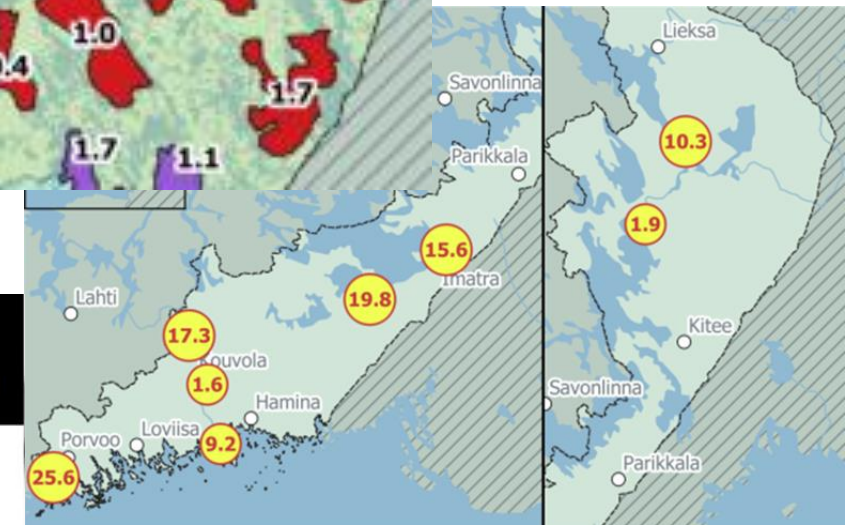 1.0
1.7
1.7
1.1
Savonlinna
Parikkala
15.6
Imatra
19.8
Lahti
17.3
Kouvola
1.6
Hamina
Loviisa
9.2
Porvoo
25.6
Lieksa
10.3
1.9
Kitee
Savonlinna
Parikkala